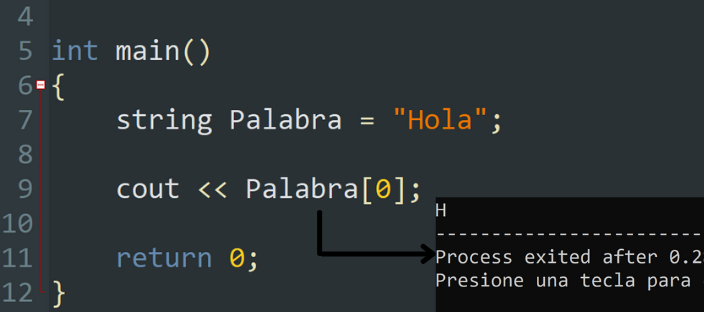 4
5 int main()
6 {
7 string Palabra = "Hola";
8
9 cout << Palabra[0];
10
11 return 0;
12 }
H
------------------------
Process exited after 0.2
Presione una tecla para